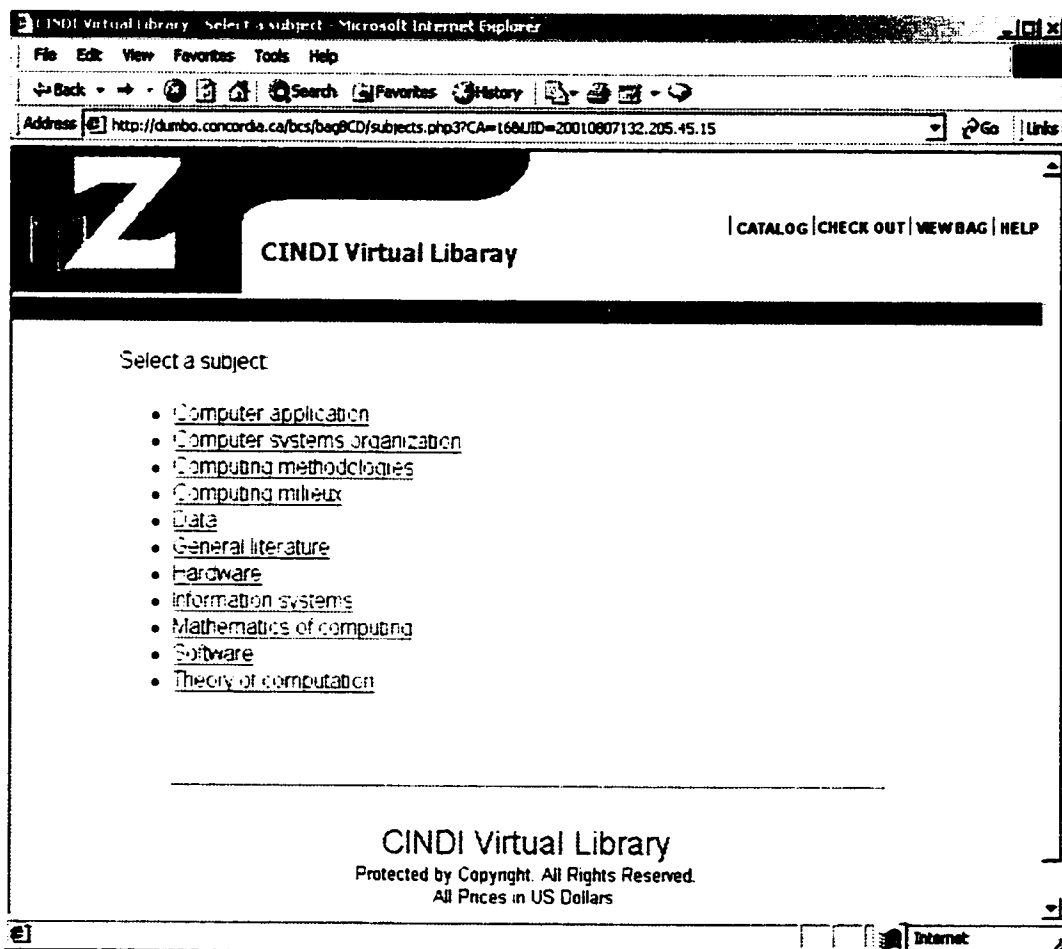 CINDI Virtual Library - Select a subject - Microsoft Internet Explorer
File Edit View Favorites Tools Help
Back Search Favorites History
Address http://dumbo.concordia.ca/bcs/bagBCD/subjects.php3?CA=16&UID=20010807132.205.45.15 Go Links
Z
CATALOG CHECK OUT VIEW BAG HELP
CINDI Virtual Libaray
Select a subject
Computer application
Computer systems organization
Computing methodologies
Computing milieux
Data
General literature
Hardware
Information systems
Mathematics of computing
Software
Theory of computation
CINDI Virtual Library
Protected by Copyright. All Rights Reserved.
All Prices in US Dollars
Internet